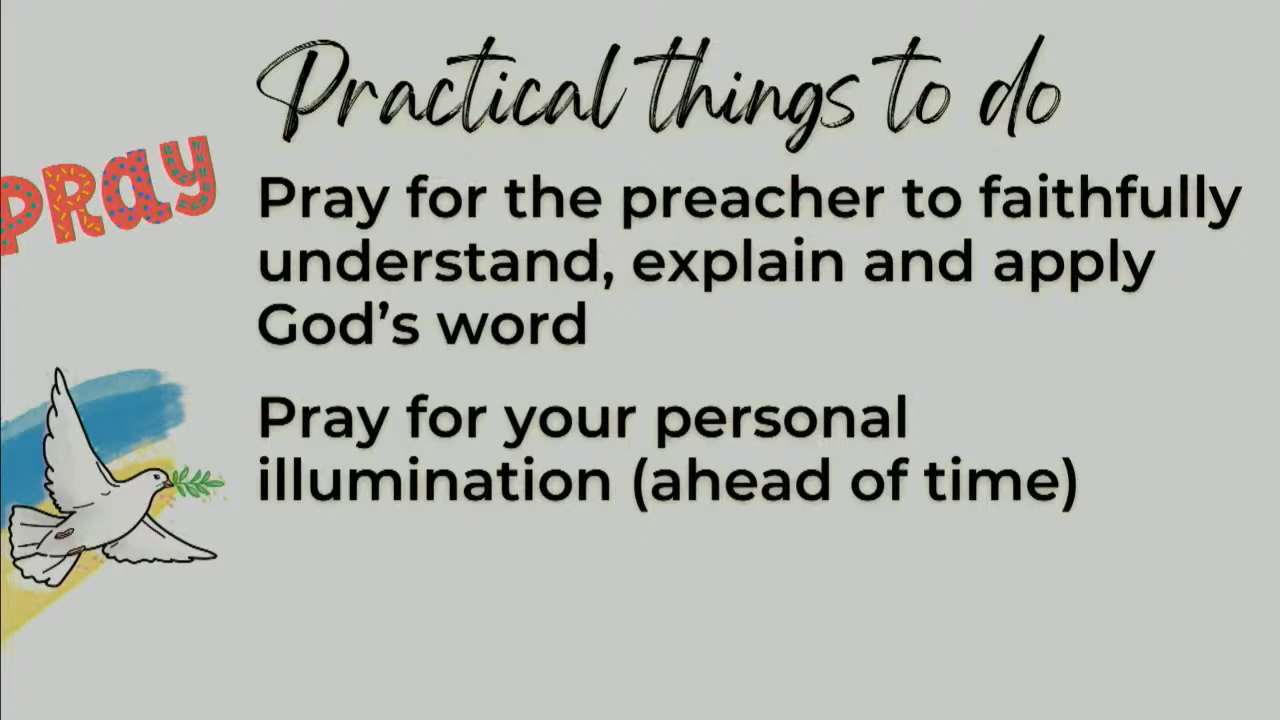 Practical things to do
PRay
Pray for the preacher to faithfully
understand, explain and apply
God’s word
Pray for your personal
illumination (ahead of time)